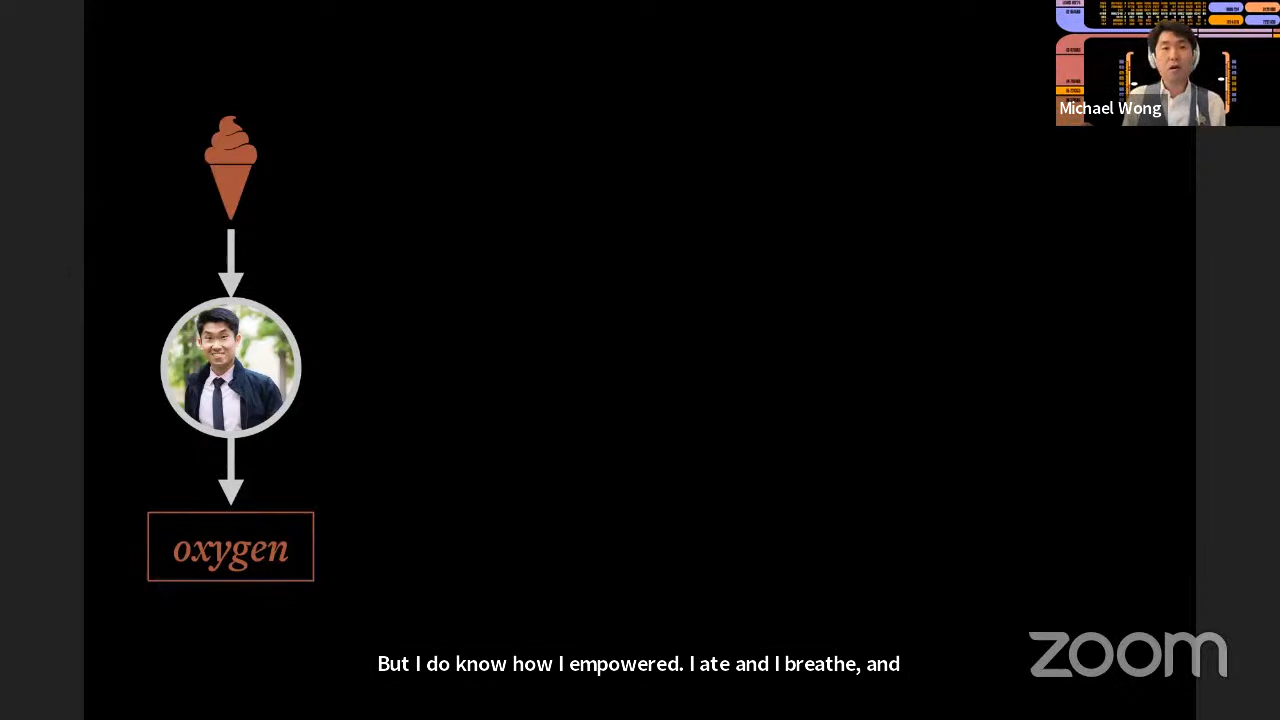 Michael Wong
oxygen
But I do know how I empowered. I ate and I breathe, and
zoom